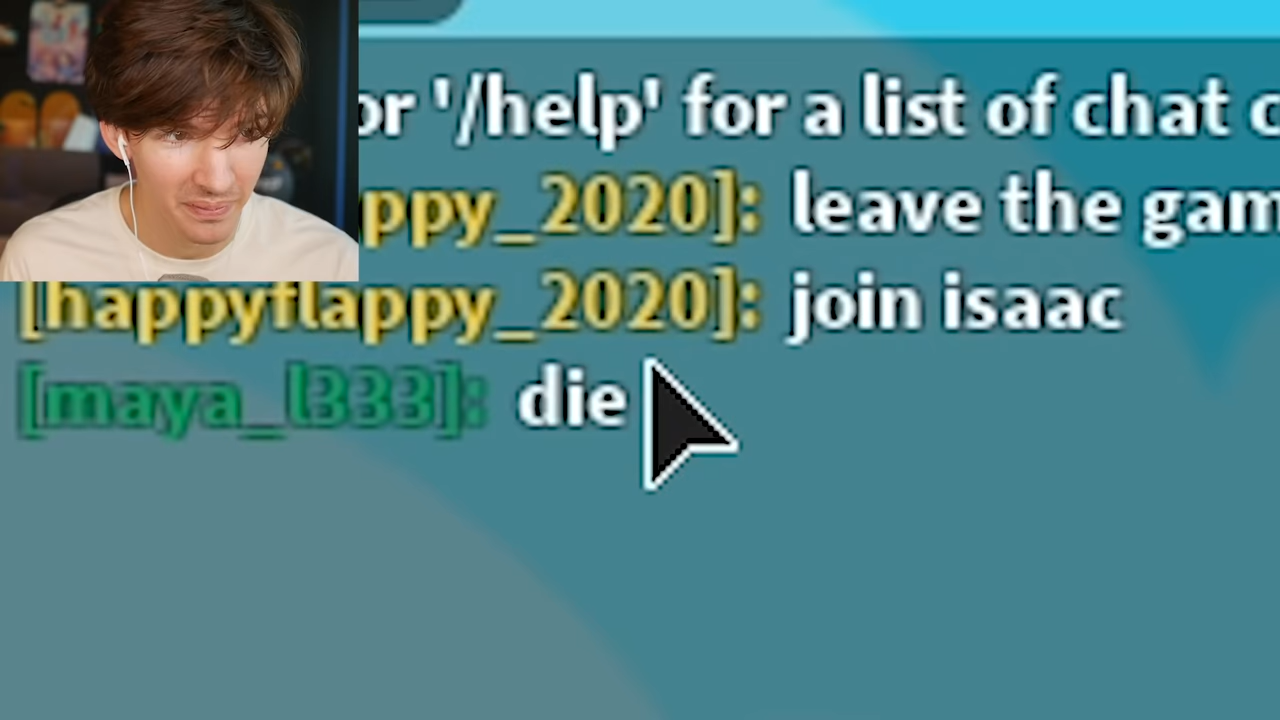 or '/help' for a list of chat c
ppy_2020]: leave the gam
[happyflappy_2020]: join isaac
[maya_l333]: die